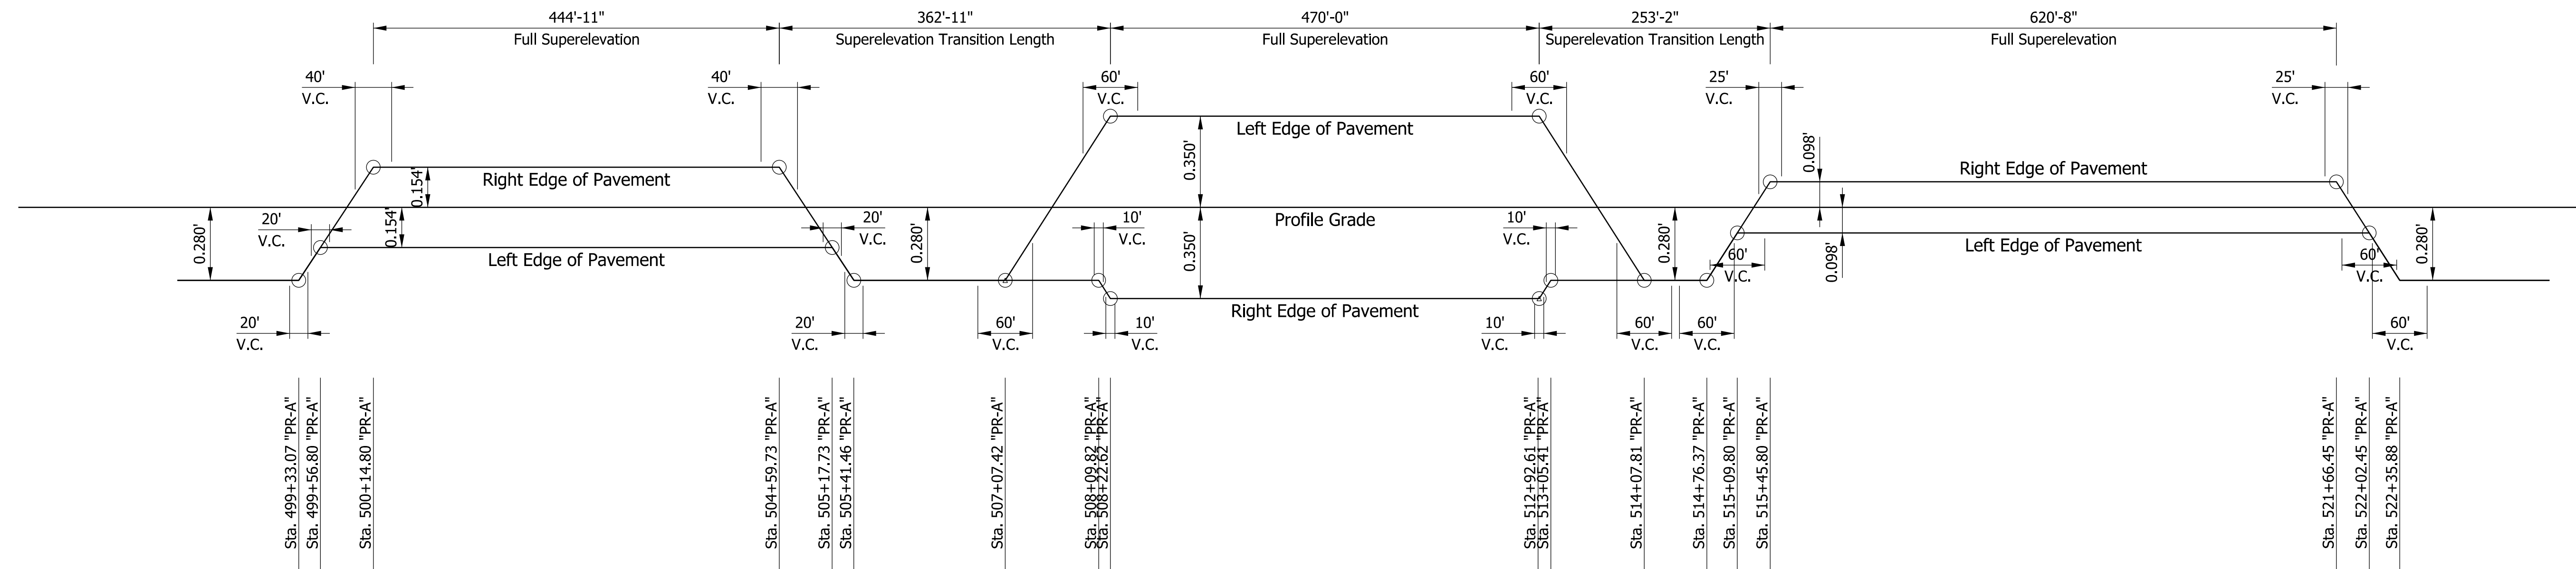 444'-11"
Full Superelevation
362'-11"
Superelevation Transition Length
470'-0"
Full Superelevation
253'-2"
Superelevation Transition Length
620'-8"
Full Superelevation
40'
V.C.
40'
V.C.
60'
V.C.
60'
V.C.
25'
V.C.
25'
V.C.
Left Edge of Pavement
0.350'
0.098'
Right Edge of Pavement
0.154'
Right Edge of Pavement
20'
V.C.
0.280'
0.154'
20'
V.C.
0.280'
10'
V.C.
Profile Grade
0.350'
10'
V.C.
0.280'
60'
V.C.
Left Edge of Pavement
0.098'
60'
V.C.
0.280'
Left Edge of Pavement
Right Edge of Pavement
20'
V.C.
20'
V.C.
60'
V.C.
10'
V.C.
10'
V.C.
60'
V.C.
60'
V.C.
60'
V.C.
Sta. 499+33.07 "PR-A"
Sta. 499+56.80 "PR-A"
Sta. 500+14.80 "PR-A"
Sta. 504+59.73 "PR-A"
Sta. 505+17.73 "PR-A"
Sta. 505+41.46 "PR-A"
Sta. 507+07.42 "PR-A"
Sta. 508+09.82 "PR-A"
Sta. 508+22.62 "PR-A"
Sta. 512+92.61 "PR-A"
Sta. 513+05.41 "PR-A"
Sta. 514+07.81 "PR-A"
Sta. 514+76.37 "PR-A"
Sta. 515+09.80 "PR-A"
Sta. 515+45.80 "PR-A"
Sta. 521+66.45 "PR-A"
Sta. 522+02.45 "PR-A"
Sta. 522+35.88 "PR-A"